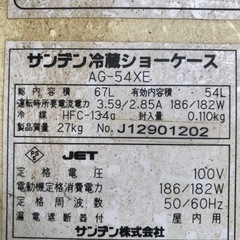 サンデン冷蔵ショーケース
AG-54XE
総内容積 67L 有効内容積 54L
運転時所要電流電力 3.59/2.85A 186/182W
冷媒 HFC-134a 封入量 0.110kg
製品質量 27kg No. J12901202
PSE JET
定格電圧 100V
電動機定格消費電力 186/182W
定格周波数 50/60Hz
漏電遮断器付 屋内用
サンデン株式会社